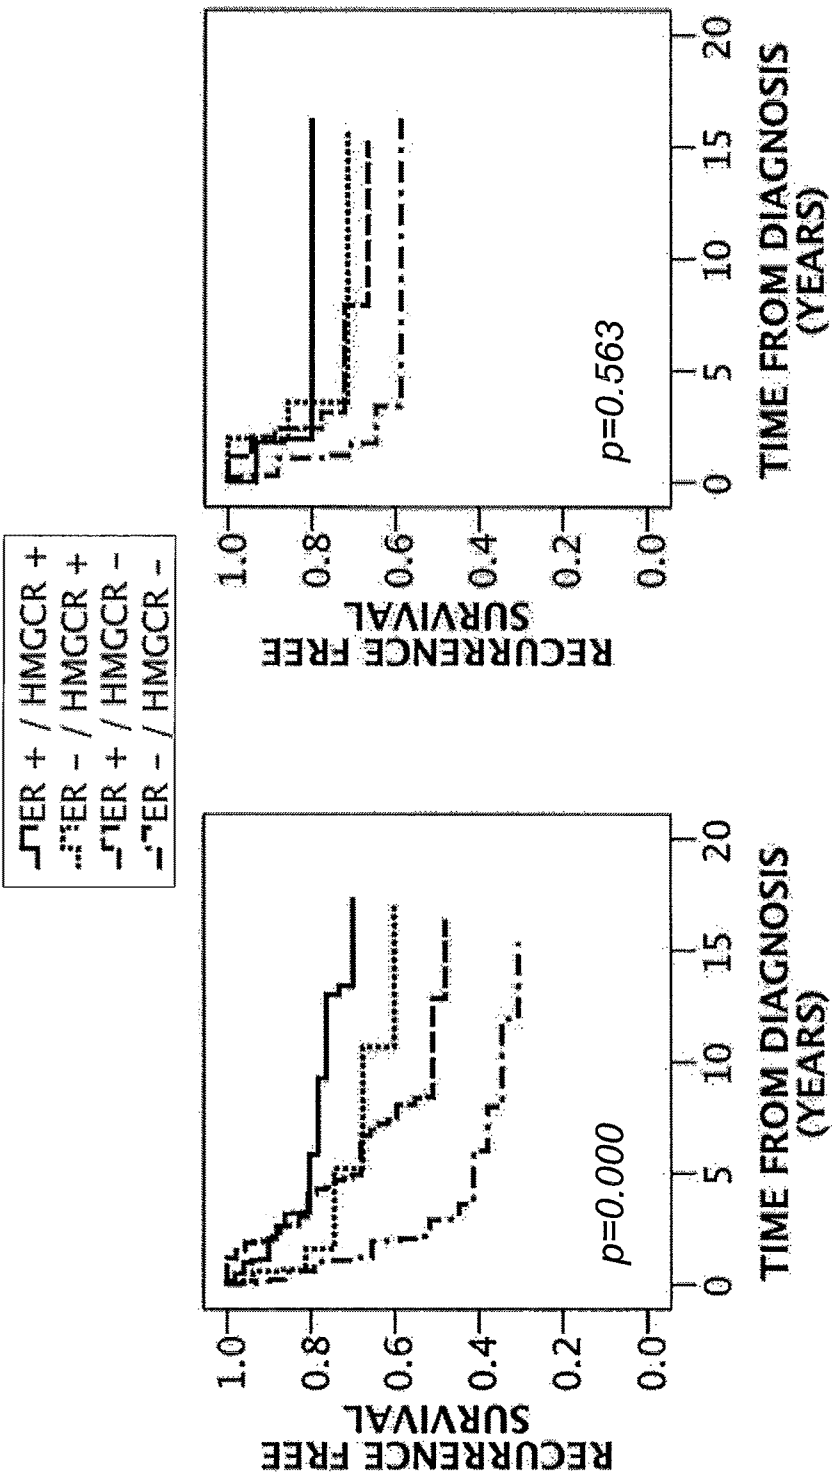 ER + / HMGCR +
ER - / HMGCR +
ER + / HMGCR -
ER - / HMGCR -
RECURRENCE FREE
SURVIVAL
1.0
0.8
0.6
0.4
0.2
0.0
p=0.000
0 5 10 15 20
TIME FROM DIAGNOSIS
(YEARS)
RECURRENCE FREE
SURVIVAL
1.0
0.8
0.6
0.4
0.2
0.0
p=0.563
0 5 10 15 20
TIME FROM DIAGNOSIS
(YEARS)